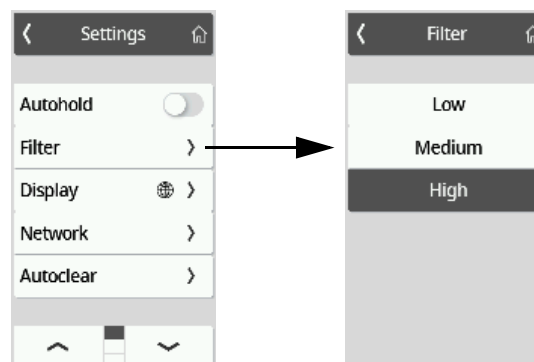 Settings
Autohold
Filter
Display
Network
Autoclear
Filter
Low
Medium
High